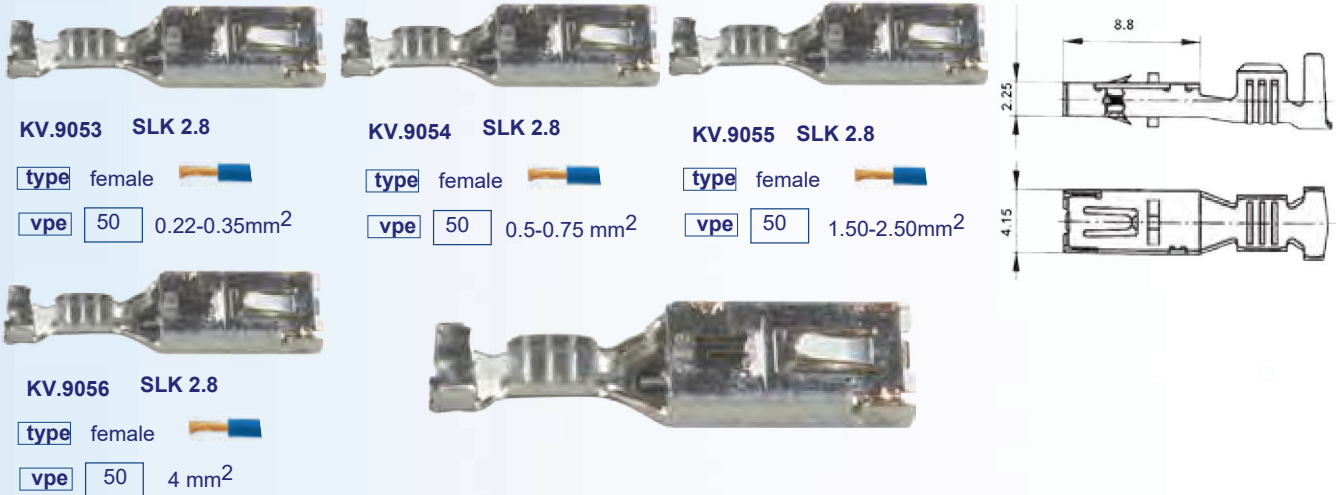 KV.9053 SLK 2.8
type female
vpe 50 0.22-0.35mm²
KV.9054 SLK 2.8
type female
vpe 50 0.5-0.75 mm²
KV.9055 SLK 2.8
type female
vpe 50 1.50-2.50mm²
8.8
2.25
4.15
KV.9056 SLK 2.8
type female
vpe 50 4 mm²